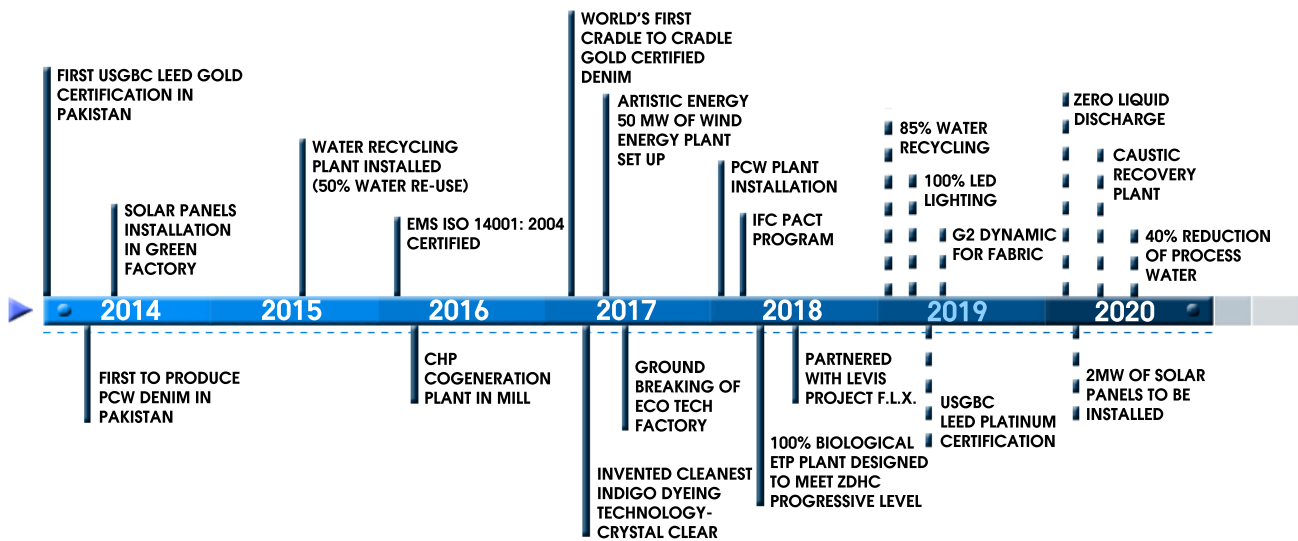 FIRST USGBC LEED GOLD
CERTIFICATION IN
PAKISTAN
SOLAR PANELS
INSTALLATION
IN GREEN
FACTORY
WATER RECYCLING
PLANT INSTALLED
(50% WATER RE-USE)
EMS ISO 14001: 2004
CERTIFIED
WORLD'S FIRST
CRADLE TO CRADLE
GOLD CERTIFIED
DENIM
ARTISTIC ENERGY
50 MW OF WIND
ENERGY PLANT
SET UP
PCW PLANT
INSTALLATION
IFC PACT
PROGRAM
85% WATER
RECYCLING
100% LED
LIGHTING
G2 DYNAMIC
FOR FABRIC
ZERO LIQUID
DISCHARGE
CAUSTIC
RECOVERY
PLANT
40% REDUCTION
OF PROCESS
WATER
2014 2015 2016 2017 2018 2019 2020
FIRST TO PRODUCE
PCW DENIM IN
PAKISTAN
CHP
COGENERATION
PLANT IN MILL
INVENTED CLEANEST
INDIGO DYEING
TECHNOLOGY-
CRYSTAL CLEAR
GROUND
BREAKING OF
ECO TECH
FACTORY
100% BIOLOGICAL
ETP PLANT DESIGNED
TO MEET ZDHC
PROGRESSIVE LEVEL
PARTNERED
WITH LEVIS
PROJECT F.L.X.
USGBC
LEED PLATINUM
CERTIFICATION
2MW OF SOLAR
PANELS TO BE
INSTALLED